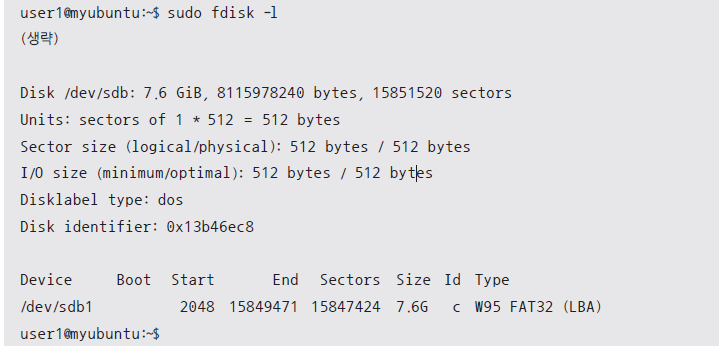 user1@myubuntu:~$ sudo fdisk -l
(생략)
Disk /dev/sdb: 7.6 GiB, 8115978240 bytes, 15851520 sectors
Units: sectors of 1 * 512 = 512 bytes
Sector size (logical/physical): 512 bytes / 512 bytes
I/O size (minimum/optimal): 512 bytes / 512 bytes
Disklabel type: dos
Disk identifier: 0x13b46ec8
Device Boot Start End Sectors Size Id Type
/dev/sdb1 2048 15849471 15847424 7.6G c W95 FAT32 (LBA)
user1@myubuntu:~$